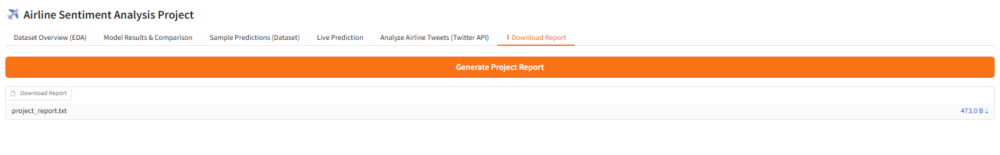 Airline Sentiment Analysis Project
Dataset Overview (EDA) Model Results & Comparison Sample Predictions (Dataset) Live Prediction Analyze Airline Tweets (Twitter API) Download Report
Generate Project Report
Download Report
project_report.txt 473.0 B ⇣